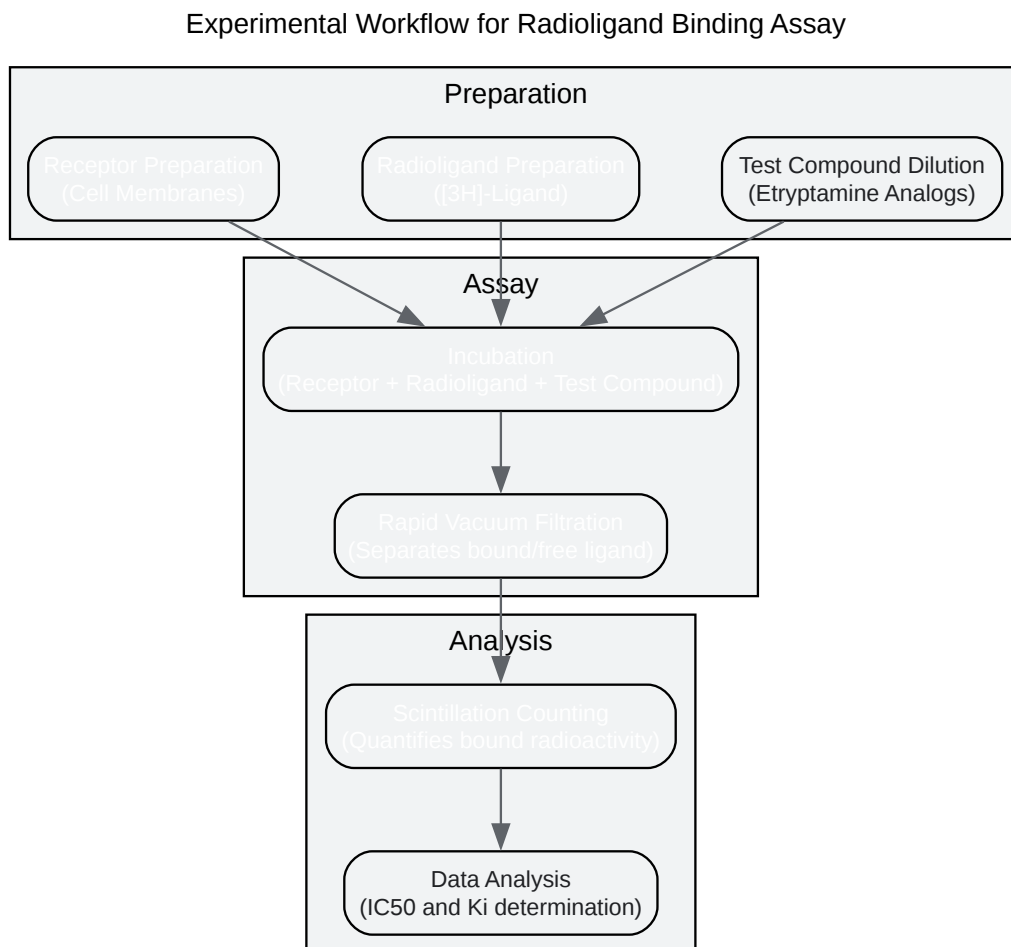 Experimental Workflow for Radioligand Binding Assay
Preparation
Receptor Preparation
(Cell Membranes)
Radioligand Preparation
([3H]-Ligand)
Test Compound Dilution
(Etryptamine Analogs)
Assay
Incubation
(Receptor + Radioligand + Test Compound)
Rapid Vacuum Filtration
(Separates bound/free ligand)
Analysis
Scintillation Counting
(Quantifies bound radioactivity)
Data Analysis
(IC50 and Ki determination)